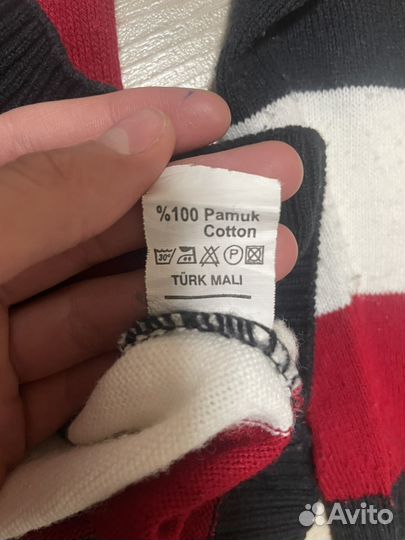 %100 Pamuk
Cotton
30° P
TÜRK MALI
Avito